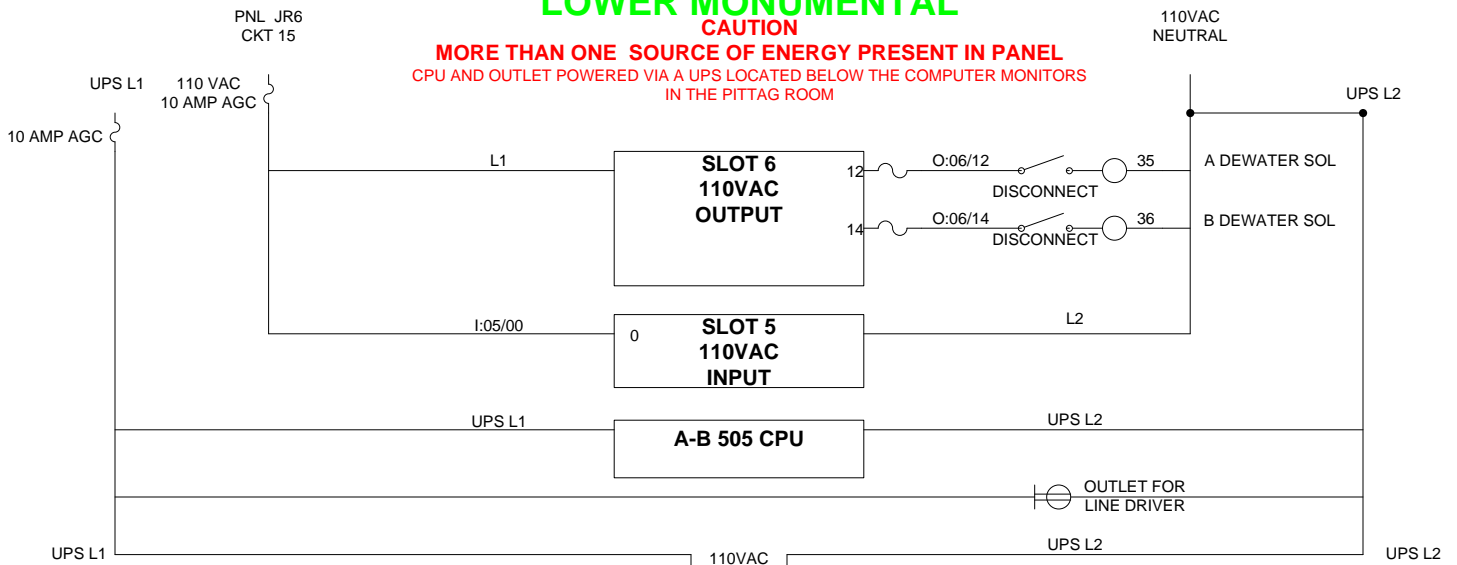 LOWER MONUMENTAL
CAUTION
MORE THAN ONE SOURCE OF ENERGY PRESENT IN PANEL
CPU AND OUTLET POWERED VIA A UPS LOCATED BELOW THE COMPUTER MONITORS
IN THE PITTAG ROOM
PNL JR6
CKT 15
110VAC
NEUTRAL
UPS L1
110 VAC
10 AMP AGC
UPS L2
10 AMP AGC
L1
SLOT 6
110VAC
OUTPUT
12
O:06/12
DISCONNECT
35
A DEWATER SOL
14
O:06/14
DISCONNECT
36
B DEWATER SOL
I:05/00
0
SLOT 5
110VAC
INPUT
L2
UPS L1
A-B 505 CPU
UPS L2
OUTLET FOR
LINE DRIVER
UPS L1
110VAC
UPS L2
UPS L2